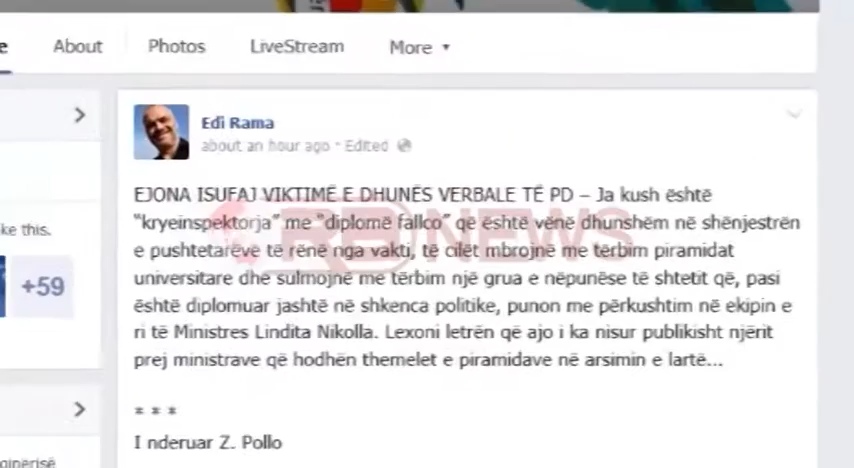 e
About
Photos
LiveStream
More
Edi Rama
about an hour ago · Edited
EJONA ISUFAJ VIKTIMË E DHUNËS VERBALE TË PD – Ja kush është
"kryeinspektorja" me "diplomë fallco" që është vënë dhunshëm në shënjestrën
e pushtetarëve të rënë nga vakti, të cilët mbrojnë me tërbim piramidat
universitare dhe sulmojnë me tërbim një grua e nëpunëse të shtetit që, pasi
është diplomuar jashtë në shkenca politike, punon me përkushtim në ekipin e
ri të Ministres Lindita Nikolla. Lexoni letrën që ajo i ka nisur publikisht njërit
prej ministrave që hodhën themelet e piramidave në arsimin e lartë...
* * *
I nderuar Z. Pollo
ke this.
+59
NEWS